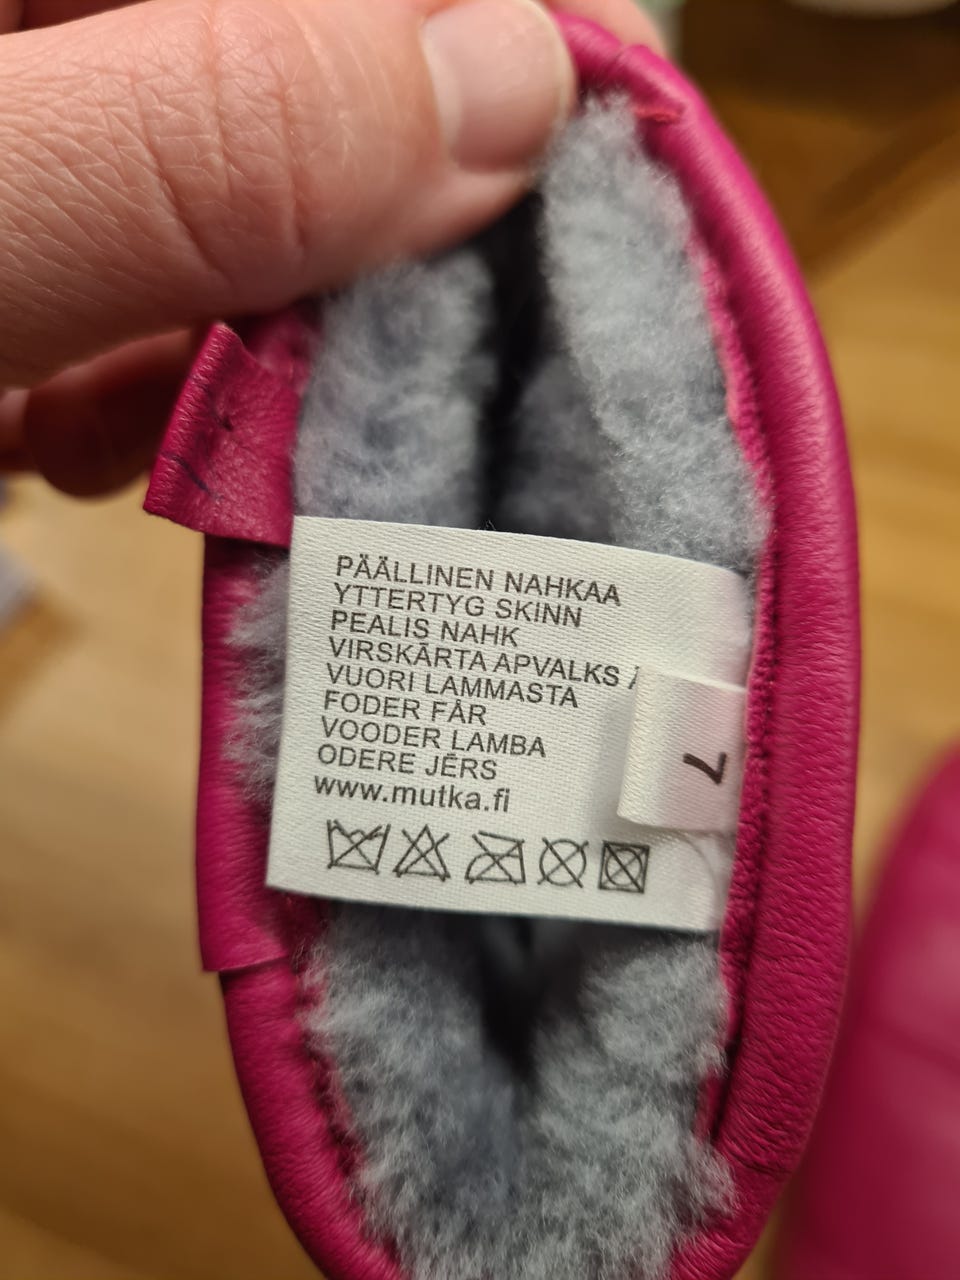 PÄÄLLINEN NAHKAA
YTTERTYG SKINN
PEALIS NAHK
VIRSKĀRTA APVALKS
VUORI LAMMASTA
FODER FÅR
VOODER LAMBA
ODERE JĒRS
www.mutka.fi
7